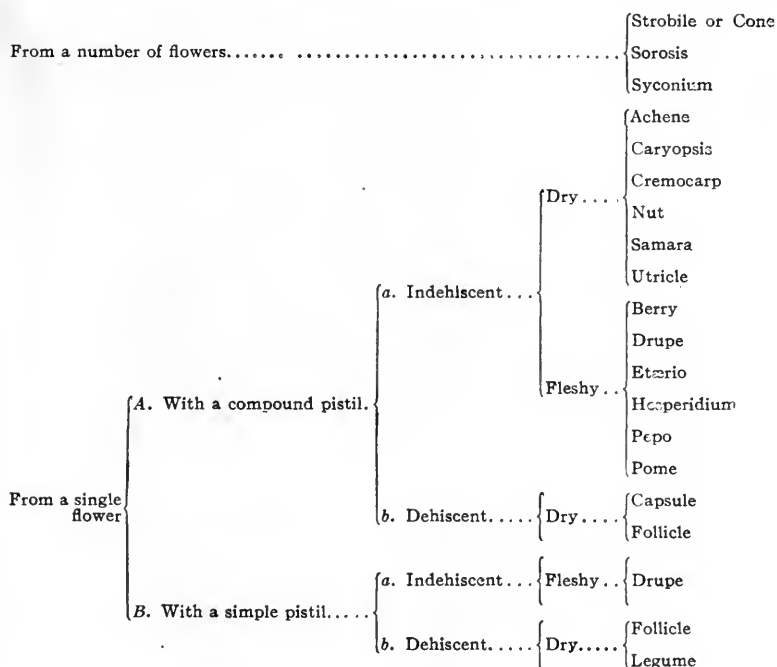 Strobile or Cone
From a number of flowers....... .......................................... Sorosis
Syconium
Achene
Caryopsis
Dry.... Cremocarp
Nut
Samara
Utricle
a. Indehiscent...
Berry
Drupe
Etærio
Fleshy.. Hesperidium
A. With a compound pistil.
Pepo
Pome
From a single
flower
b. Dehiscent..... Dry.... Capsule
Follicle
a. Indehiscent... Fleshy.. Drupe
B. With a simple pistil.....
b. Dehiscent..... Dry..... Follicle
Legume